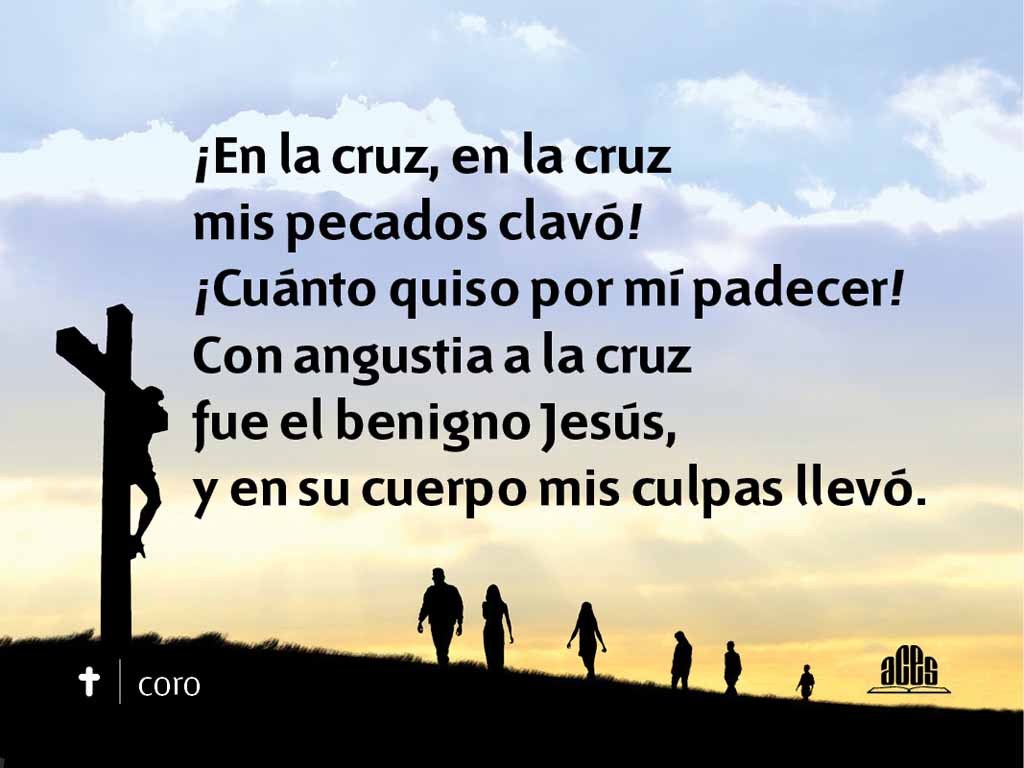 ¡En la cruz, en la cruz
mis pecados clavó!
¡Cuánto quiso por mí padecer!
Con angustia a la cruz
fue el benigno Jesús,
y en su cuerpo mis culpas llevó.
coro
aces